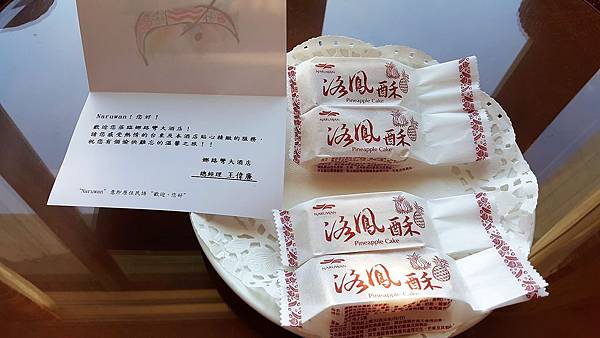 Naruwan！您好！
歡迎您蒞臨娜路彎大酒店！
請您感受熱情的台東及本酒店貼心精緻的服務，
祝您有個愉快難忘的溫馨之旅！！
娜路彎大酒店
總經理 王偉廉
"Naruwan" 意即原住民語 "歡迎、您好"
NARUWAN
洛鳳酥
Pineapple Cake
洛鳳酥
Pineapple Cake
NARUWAN
洛鳳酥
Pineapple Cake
NARUWAN
洛鳳酥
Pineapple Cake